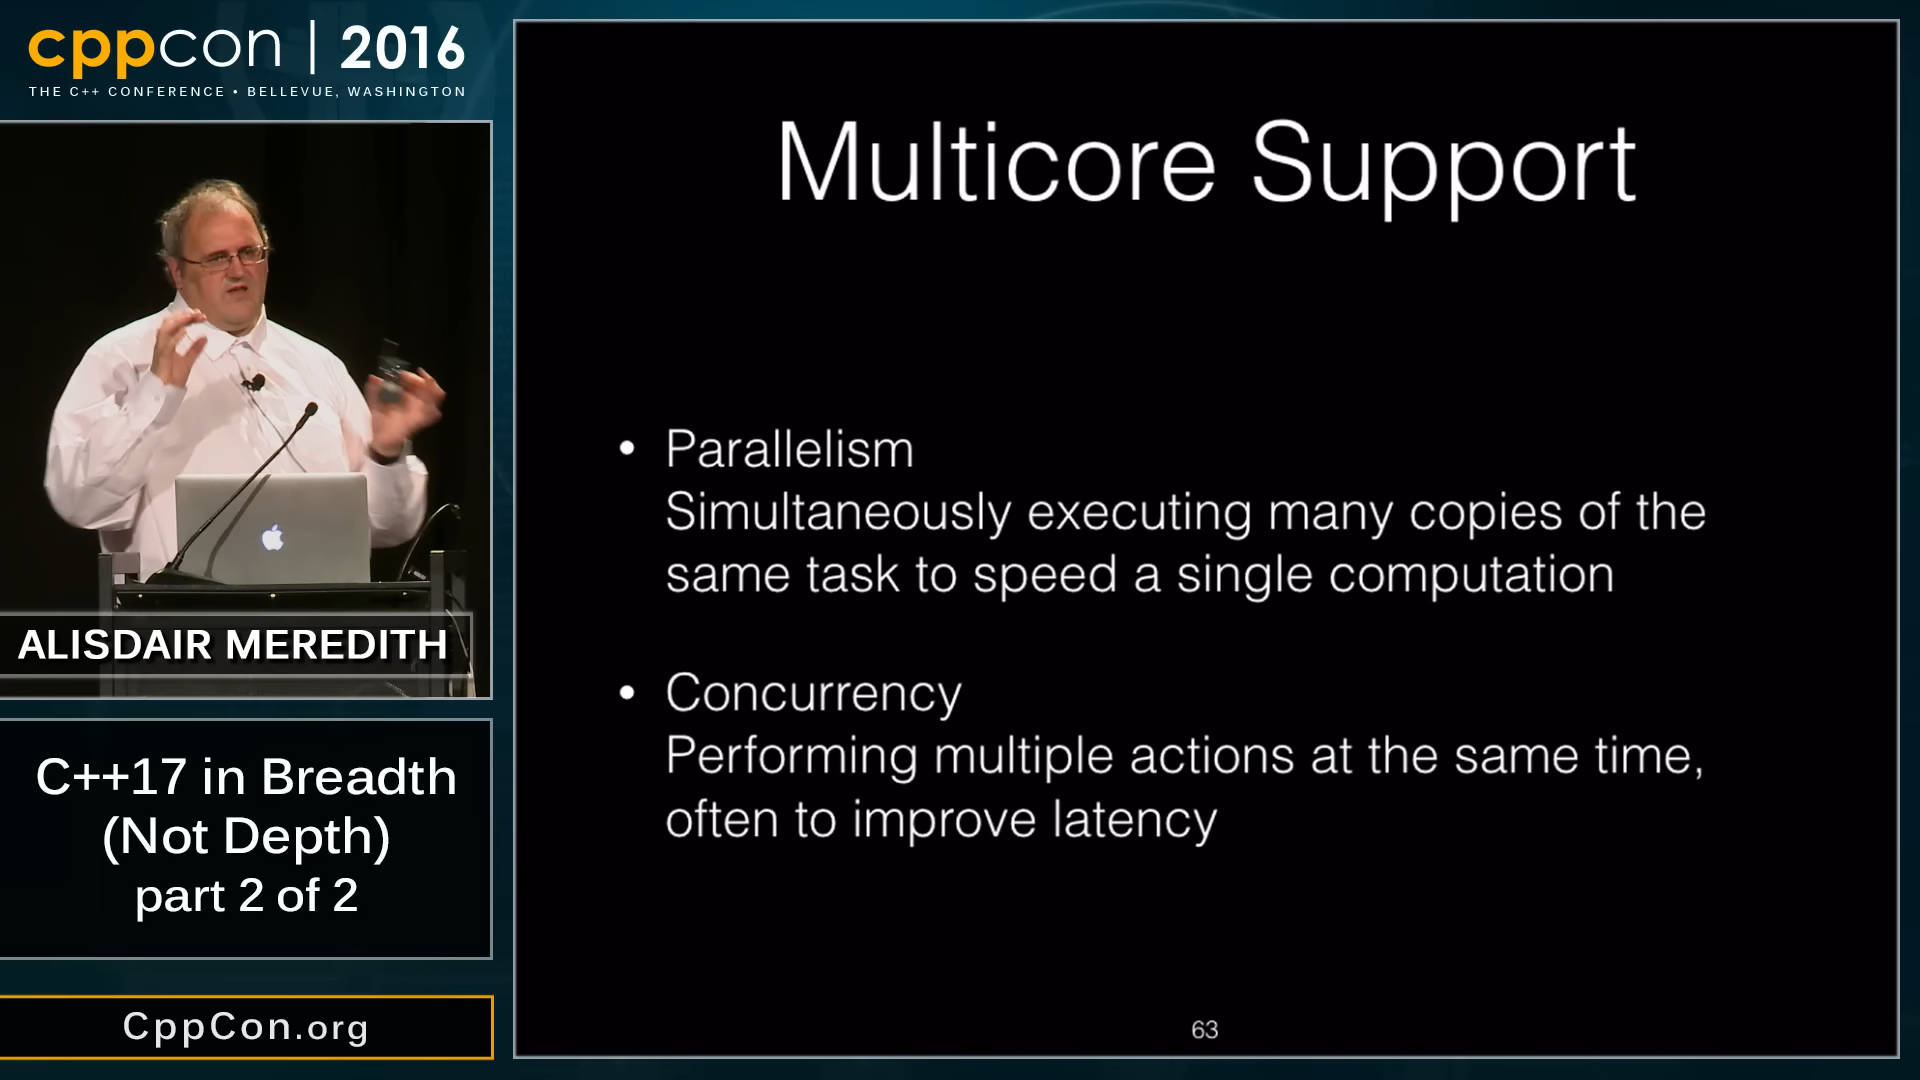 cppcon | 2016
THE C++ CONFERENCE • BELLEVUE, WASHINGTON
ALISDAIR MEREDITH
C++17 in Breadth
(Not Depth)
part 2 of 2
CppCon.org
Multicore Support
• Parallelism
Simultaneously executing many copies of the
same task to speed a single computation
• Concurrency
Performing multiple actions at the same time,
often to improve latency
63